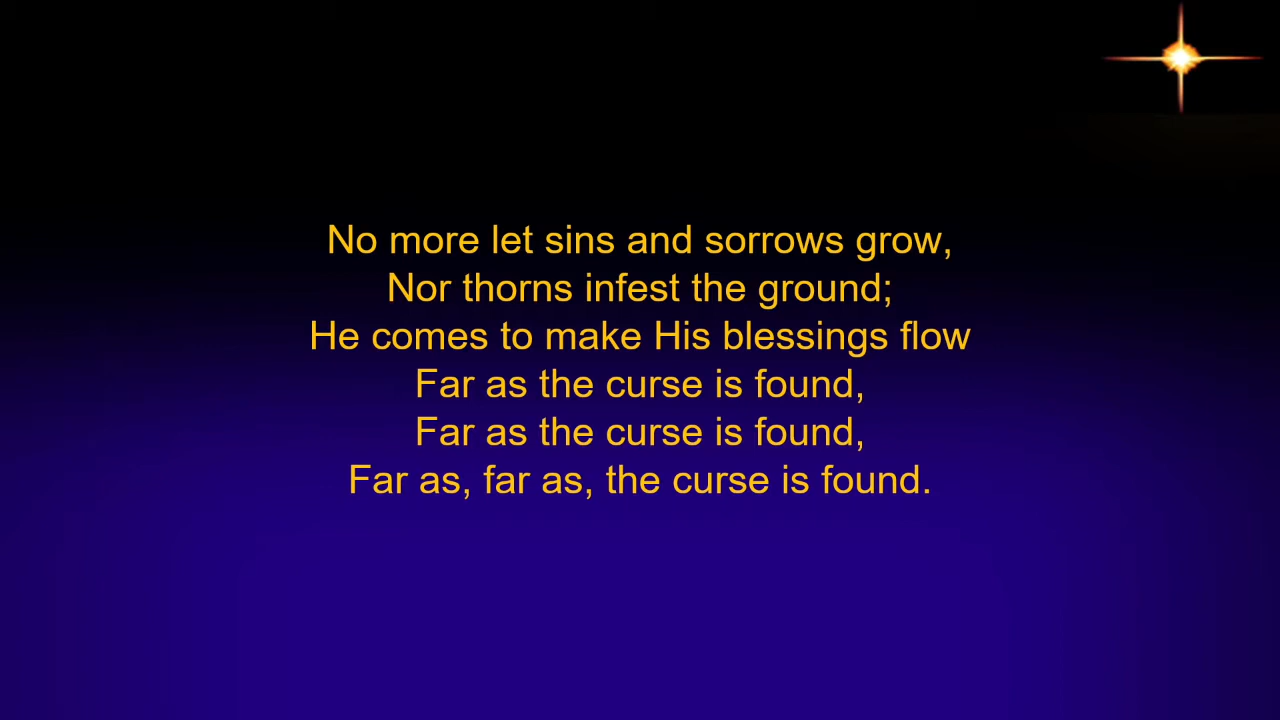 No more let sins and sorrows grow,
Nor thorns infest the ground;
He comes to make His blessings flow
Far as the curse is found,
Far as the curse is found,
Far as, far as, the curse is found.